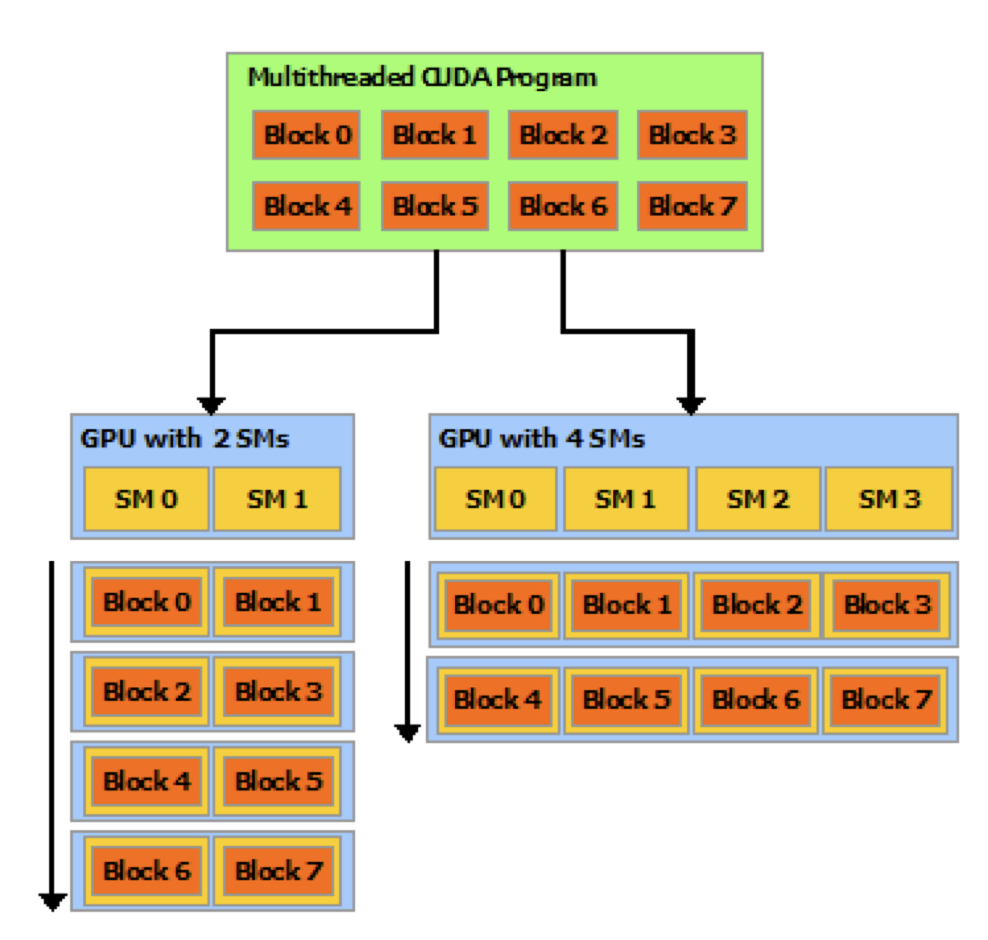 Multithreaded CUDA Program
Block 0 Block 1 Block 2 Block 3
Block 4 Block 5 Block 6 Block 7
GPU with 2 SMs
SM 0 SM 1
Block 0 Block 1
Block 2 Block 3
Block 4 Block 5
Block 6 Block 7
GPU with 4 SMs
SM 0 SM 1 SM 2 SM 3
Block 0 Block 1 Block 2 Block 3
Block 4 Block 5 Block 6 Block 7